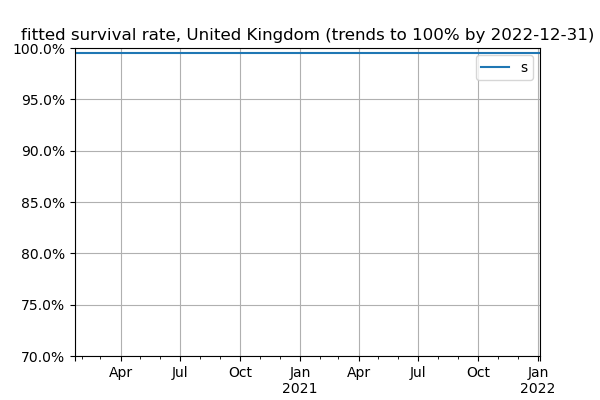 fitted survival rate, United Kingdom (trends to 100% by 2022-12-31)
100.0%
s
95.0%
90.0%
85.0%
80.0%
75.0%
70.0%
Apr Jul Oct Jan Apr Jul Oct Jan
2021 2022